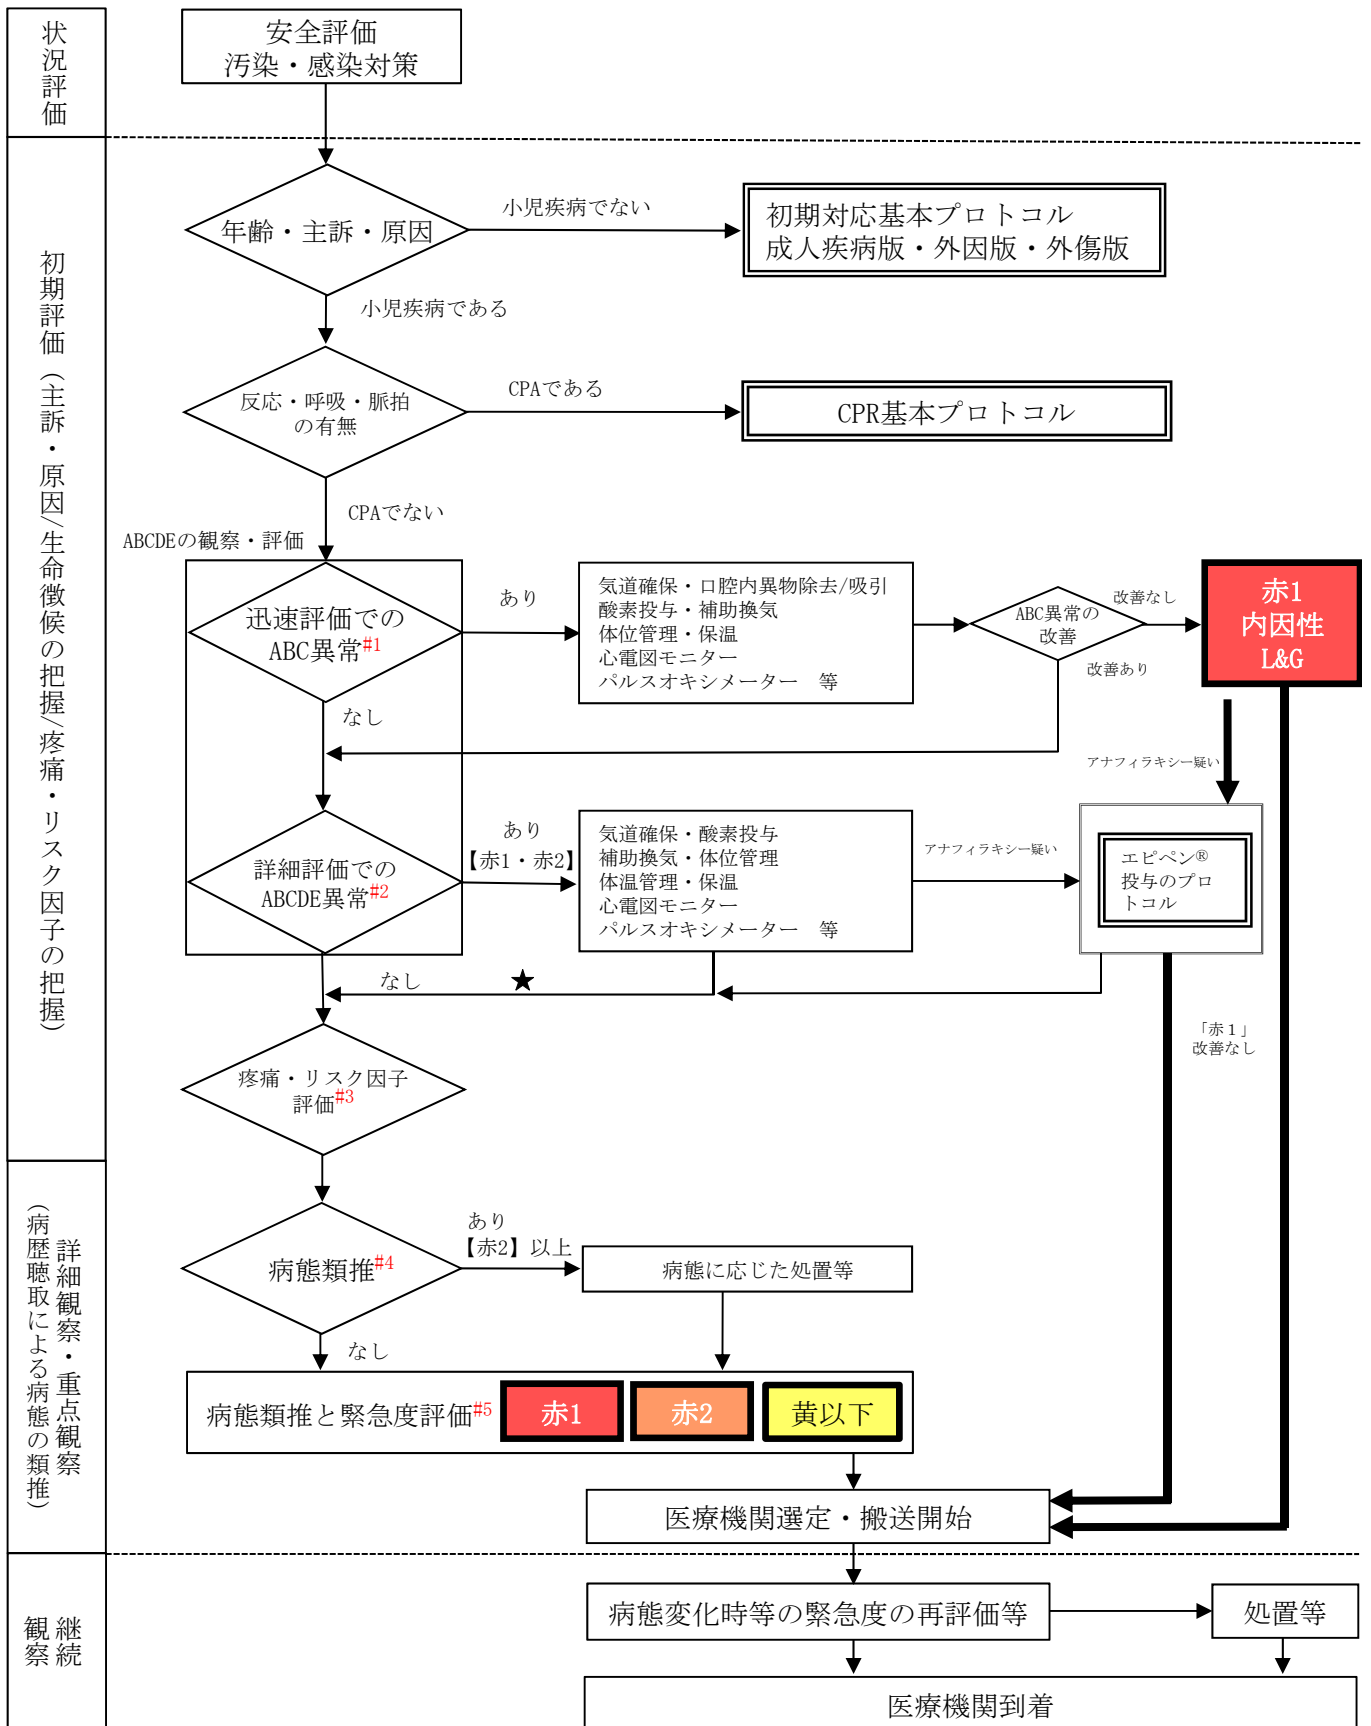 状況評価
安全評価
汚染・感染対策
初期評価（主訴・原因/生命徴候の把握/疼痛・リスク因子の把握）
年齢・主訴・原因
小児疾病でない
初期対応基本プロトコル
成人疾病版・外因版・外傷版
小児疾病である
反応・呼吸・脈拍
の有無
CPAである
CPR基本プロトコル
CPAでない
ABCDEの観察・評価
迅速評価での
ABC異常#1
あり
気道確保・口腔内異物除去/吸引
酸素投与・補助換気
体位管理・保温
心電図モニター
パルスオキシメーター　等
ABC異常の
改善
改善なし
改善あり
赤1
内因性
L&G
なし
アナフィラキシー疑い
詳細評価での
ABCDE異常#2
あり
【赤1・赤2】
気道確保・酸素投与
補助換気・体位管理
体温管理・保温
心電図モニター
パルスオキシメーター　等
アナフィラキシー疑い
エピペン®
投与のプロ
トコル
なし
★
「赤１」
改善なし
疼痛・リスク因子
評価#3
詳細観察・重点観察
（病歴聴取による病態の類推）
病態類推#4
あり
【赤2】以上
病態に応じた処置等
なし
病態類推と緊急度評価#5
赤1
赤2
黄以下
医療機関選定・搬送開始
継続
観察
病態変化時等の緊急度の再評価等
処置等
医療機関到着